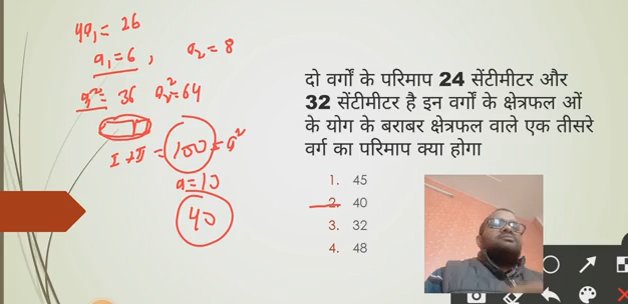 4a₁ = 26
a₁ = 6 , a₂ = 8
a₁² = 36 a₂² = 64
I + II = 100 = a²
a = 10
40
दो वर्गों के परिमाप 24 सेंटीमीटर और
32 सेंटीमीटर है इन वर्गों के क्षेत्रफल ओं
के योग के बराबर क्षेत्रफल वाले एक तीसरे
वर्ग का परिमाप क्या होगा
1. 45
2. 40
3. 32
4. 48